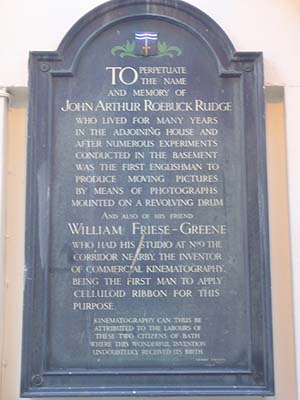 TO PERPETUATE
THE NAME
AND MEMORY OF
JOHN ARTHUR ROEBUCK RUDGE
WHO LIVED FOR MANY YEARS
IN THE ADJOINING HOUSE AND
AFTER NUMEROUS EXPERIMENTS
CONDUCTED IN THE BASEMENT
WAS THE FIRST ENGLISHMAN TO
PRODUCE MOVING PICTURES
BY MEANS OF PHOTOGRAPHS
MOUNTED ON A REVOLVING DRUM
AND ALSO OF HIS FRIEND
WILLIAM FRIESE-GREENE
WHO HAD HIS STUDIO AT No9 THE
CORRIDOR NEARBY. THE INVENTOR
OF COMMERCIAL KINEMATOGRAPHY.
BEING THE FIRST MAN TO APPLY
CELLULOID RIBBON FOR THIS
PURPOSE.
KINEMATOGRAPHY CAN THUS BE
ATTRIBUTED TO THE LABOURS OF
THESE TWO CITIZENS OF BATH
WHERE THIS WONDERFUL INVENTION
UNDOUBTEDLY RECEIVED ITS BIRTH